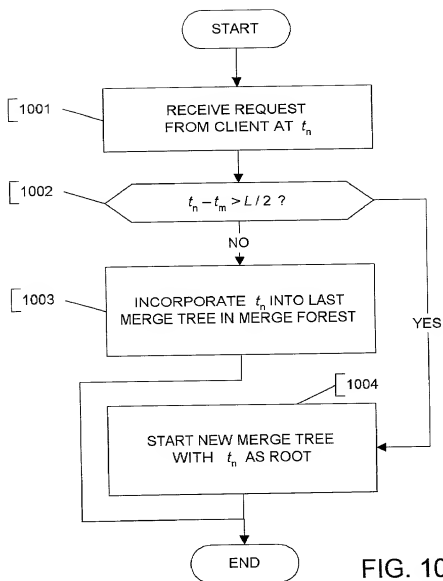 START
1001
RECEIVE REQUEST
FROM CLIENT AT tn
1002
tn – tm > L / 2 ?
NO
1003
INCORPORATE tn INTO LAST
MERGE TREE IN MERGE FOREST
YES
1004
START NEW MERGE TREE
WITH tn AS ROOT
END
FIG. 10